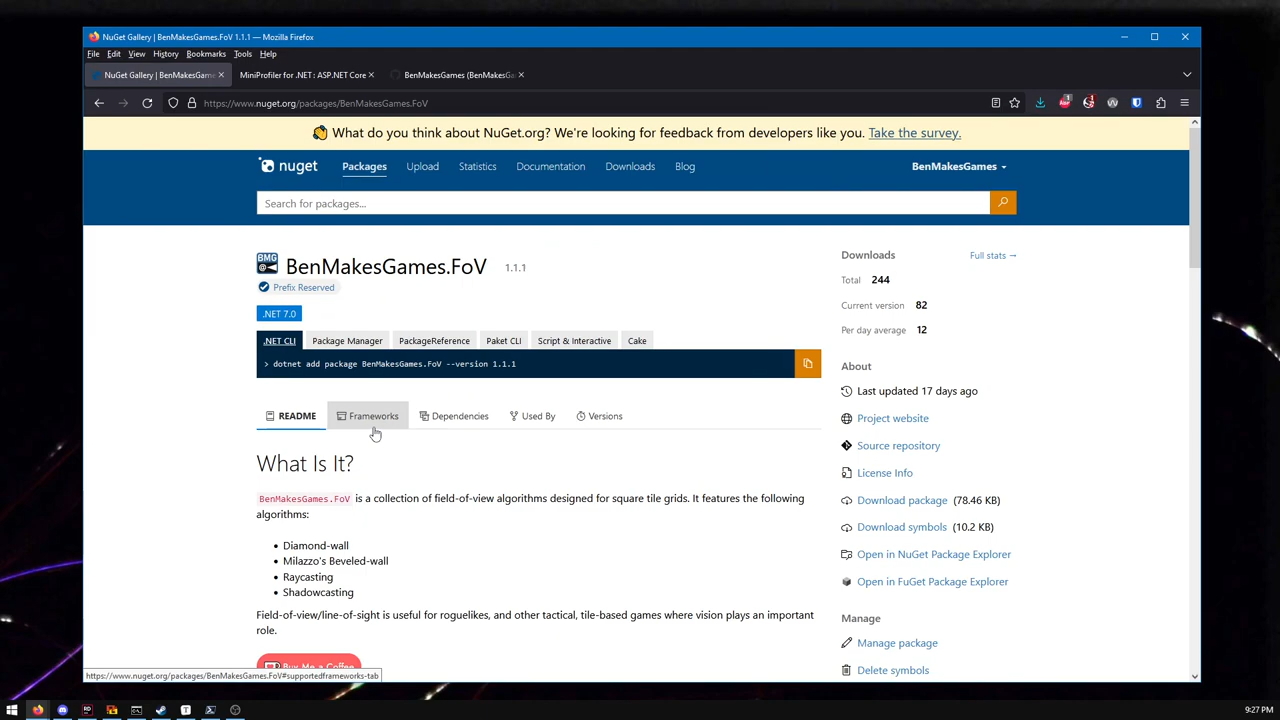 NuGet Gallery | BenMakesGames.FoV 1.1.1 — Mozilla Firefox
File Edit View History Bookmarks Tools Help
NuGet Gallery | BenMakesGame
MiniProfiler for .NET : ASP.NET Core
BenMakesGames (BenMakesGa
https://www.nuget.org/packages/BenMakesGames.FoV
What do you think about NuGet.org? We're looking for feedback from developers like you. Take the survey.
nuget Packages Upload Statistics Documentation Downloads Blog BenMakesGames
Search for packages...
BMG
BenMakesGames.FoV 1.1.1
Prefix Reserved
.NET 7.0
.NET CLI Package Manager PackageReference Paket CLI Script & Interactive Cake
> dotnet add package BenMakesGames.FoV --version 1.1.1
README Frameworks Dependencies Used By Versions
What Is It?
BenMakesGames.FoV is a collection of field-of-view algorithms designed for square tile grids. It features the following
algorithms:
• Diamond-wall
• Milazzo's Beveled-wall
• Raycasting
• Shadowcasting
Field-of-view/line-of-sight is useful for roguelikes, and other tactical, tile-based games where vision plays an important
role.
Buy Me a Coffee
Downloads Full stats →
Total 244
Current version 82
Per day average 12
About
Last updated 17 days ago
Project website
Source repository
License Info
Download package (78.46 KB)
Download symbols (10.2 KB)
Open in NuGet Package Explorer
Open in FuGet Package Explorer
Manage
Manage package
Delete symbols
https://www.nuget.org/packages/BenMakesGames.FoV#supportedframeworks-tab
9:27 PM